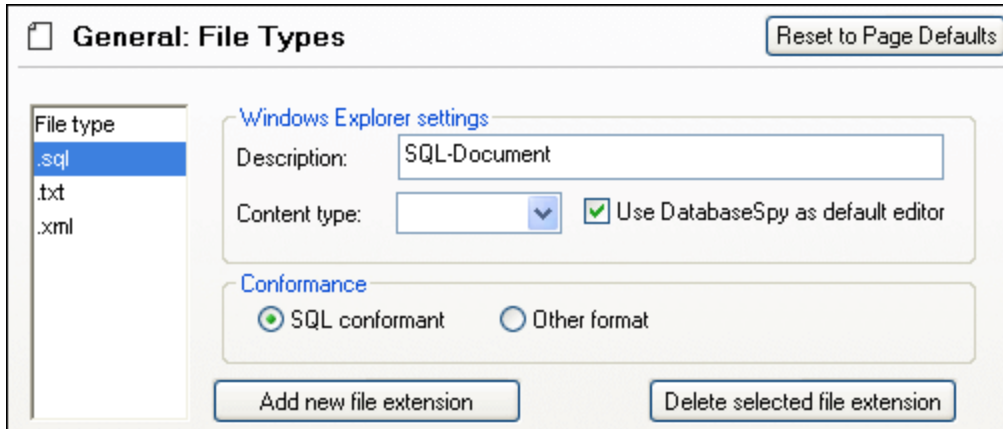 General: File Types
Reset to Page Defaults
File type
.sql
.txt
.xml
Windows Explorer settings
Description:
SQL-Document
Content type:
Use DatabaseSpy as default editor
Conformance
SQL conformant
Other format
Add new file extension
Delete selected file extension